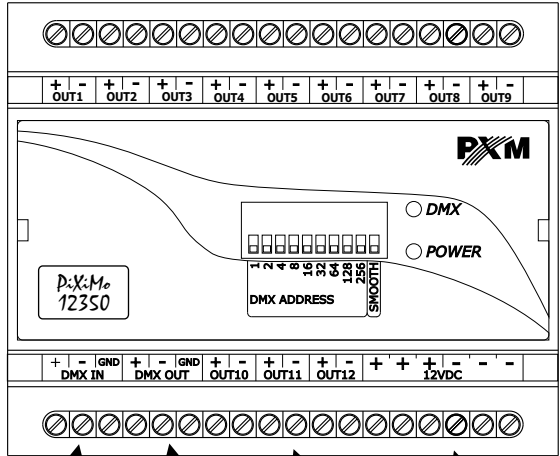 + - + - + - + - + - + - + - + - + -
OUT1 OUT2 OUT3 OUT4 OUT5 OUT6 OUT7 OUT8 OUT9
PXM
DMX
POWER
1 2 4 8 16 32 64 128 256 SMOOTH
DMX ADDRESS
PiXiMo
12350
+ - GND + - GND + - + - + - + + + - - -
DMX IN DMX OUT OUT10 OUT11 OUT12 12VDC